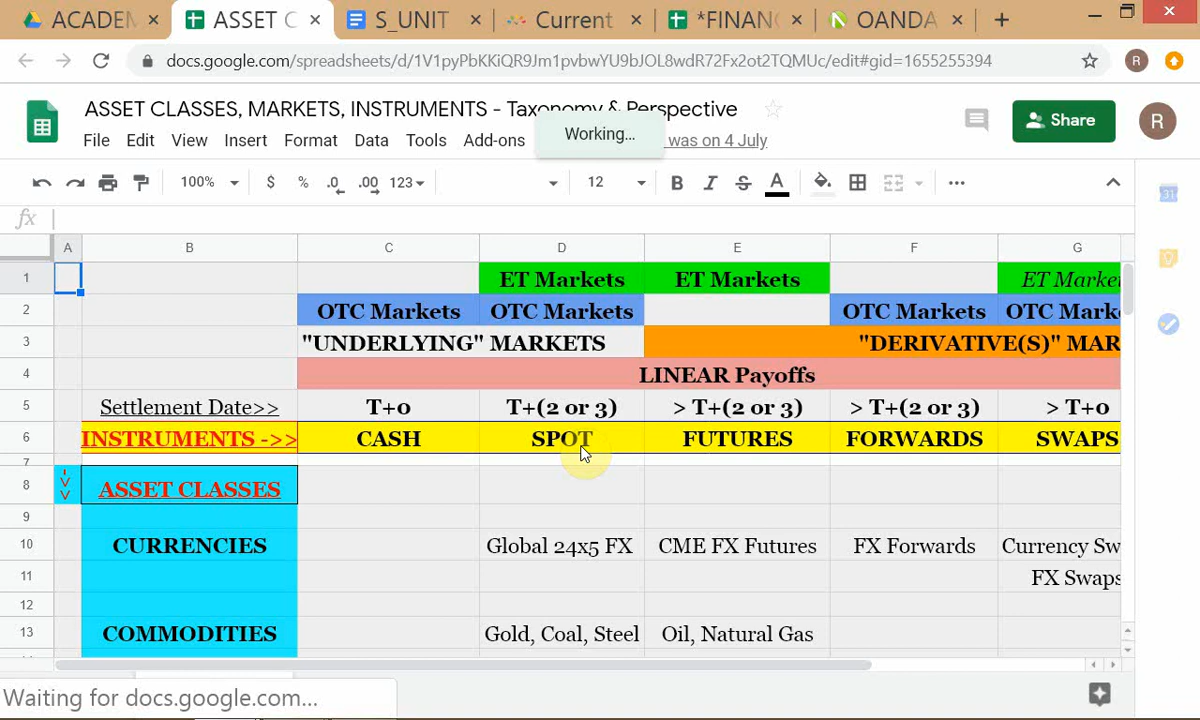 ACADEM ASSET C S_UNIT Current *FINANC OANDA
docs.google.com/spreadsheets/d/1V1pyPbKKiQR9Jm1pvbwYU9bJOL8wdR72Fx2ot2TQMUc/edit#gid=1655255394 R
ASSET CLASSES, MARKETS, INSTRUMENTS - Taxonomy & Perspective
Share R
File Edit View Insert Format Data Tools Add-ons Working... was on 4 July
100% $ % .0 .00 123 12 B I S A 31
fx
A B C D E F G
1 ET Markets ET Markets ET Market
2 OTC Markets OTC Markets OTC Markets OTC Mark
3 "UNDERLYING" MARKETS "DERIVATIVE(S)" MAR
4 LINEAR Payoffs
5 Settlement Date>> T+0 T+(2 or 3) > T+(2 or 3) > T+(2 or 3) > T+0
6 INSTRUMENTS ->> CASH SPOT FUTURES FORWARDS SWAPS
7
8 ASSET CLASSES
9
10 CURRENCIES Global 24x5 FX CME FX Futures FX Forwards Currency Sw
11 FX Swaps
12
13 COMMODITIES Gold, Coal, Steel Oil, Natural Gas
Waiting for docs.google.com...